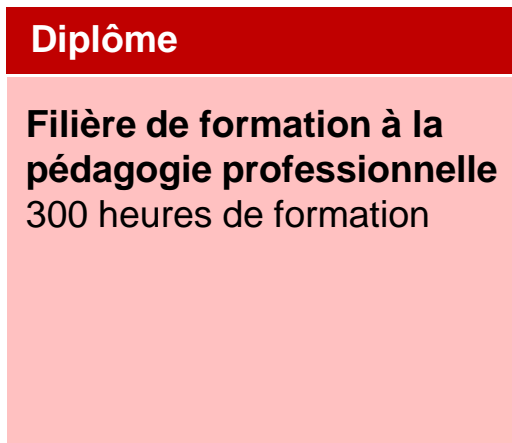 Diplôme
Filière de formation à la
pédagogie professionnelle
300 heures de formation